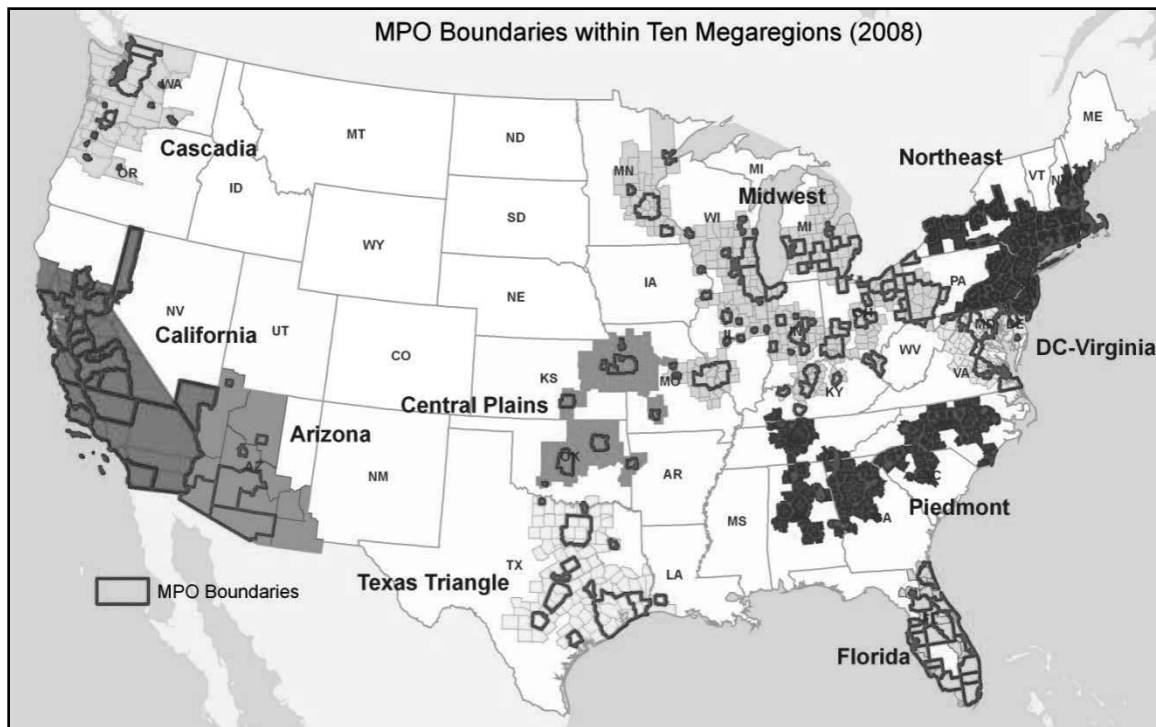 MPO Boundaries within Ten Megaregions (2008)
WA
ME
MT
ND
Cascadia
Northeast
VT
OR
MN
MI
ID
Midwest
SD
WI
MI
WY
IA
PA
NE
NV
California
UT
CO
WV
DC-Virginia
KS
MO
VA
KY
Central Plains
Arizona
AZ
OK
NM
AR
Piedmont
MS
TX
LA
Texas Triangle
MPO Boundaries
Florida